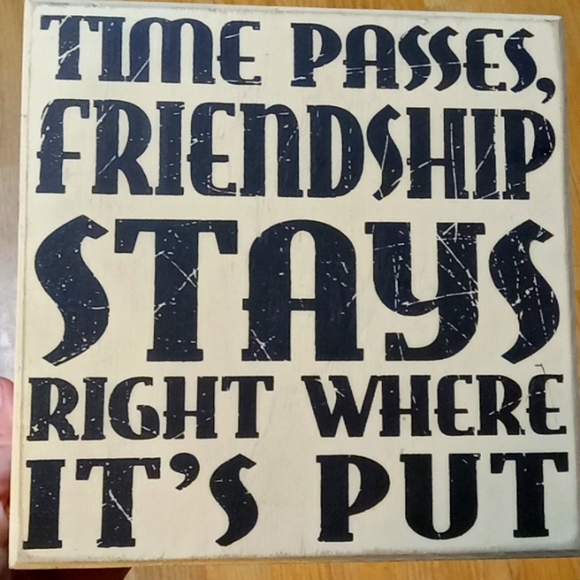 TIME PASSES,
FRIENDSHIP
STAYS
RIGHT WHERE
IT'S PUT